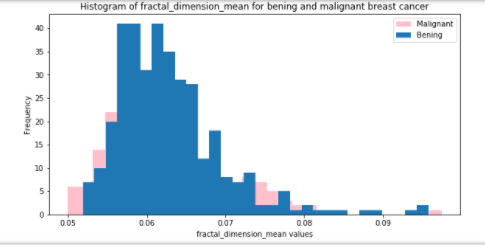 Histogram of fractal_dimension_mean for bening and malignant breast cancer
Malignant
Bening
Frequency
40
35
30
25
20
15
10
5
0
0.05 0.06 0.07 0.08 0.09
fractal_dimension_mean values